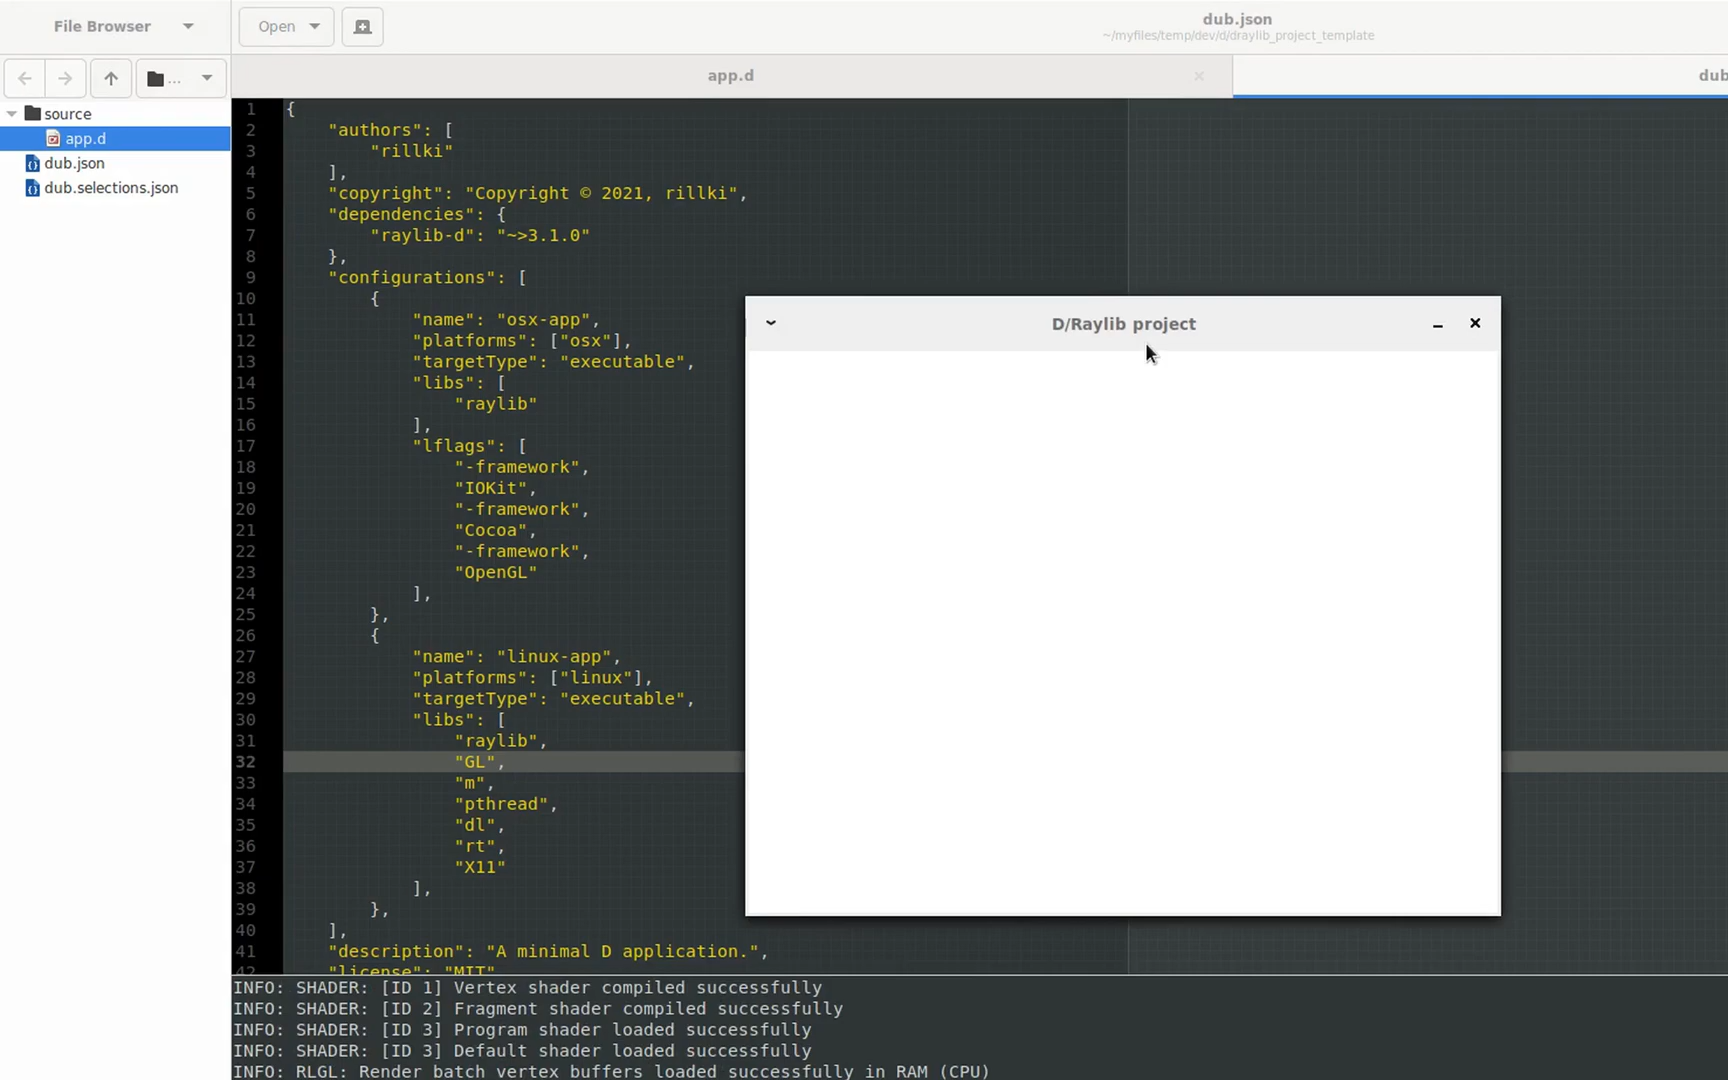 File Browser
Open
dub.json
~/myfiles/temp/dev/d/draylib_project_template
...
app.d
dub
source
app.d
dub.json
dub.selections.json
1 {
2 "authors": [
3 "rillki"
4 ],
5 "copyright": "Copyright © 2021, rillki",
6 "dependencies": {
7 "raylib-d": "~>3.1.0"
8 },
9 "configurations": [
10 {
11 "name": "osx-app",
12 "platforms": ["osx"],
13 "targetType": "executable",
14 "libs": [
15 "raylib"
16 ],
17 "lflags": [
18 "-framework",
19 "IOKit",
20 "-framework",
21 "Cocoa",
22 "-framework",
23 "OpenGL"
24 ],
25 },
26 {
27 "name": "linux-app",
28 "platforms": ["linux"],
29 "targetType": "executable",
30 "libs": [
31 "raylib",
32 "GL",
33 "m",
34 "pthread",
35 "dl",
36 "rt",
37 "X11"
38 ],
39 },
40 ],
41 "description": "A minimal D application.",
42 "license": "MIT"
D/Raylib project
INFO: SHADER: [ID 1] Vertex shader compiled successfully
INFO: SHADER: [ID 2] Fragment shader compiled successfully
INFO: SHADER: [ID 3] Program shader loaded successfully
INFO: SHADER: [ID 3] Default shader loaded successfully
INFO: RLGL: Render batch vertex buffers loaded successfully in RAM (CPU)